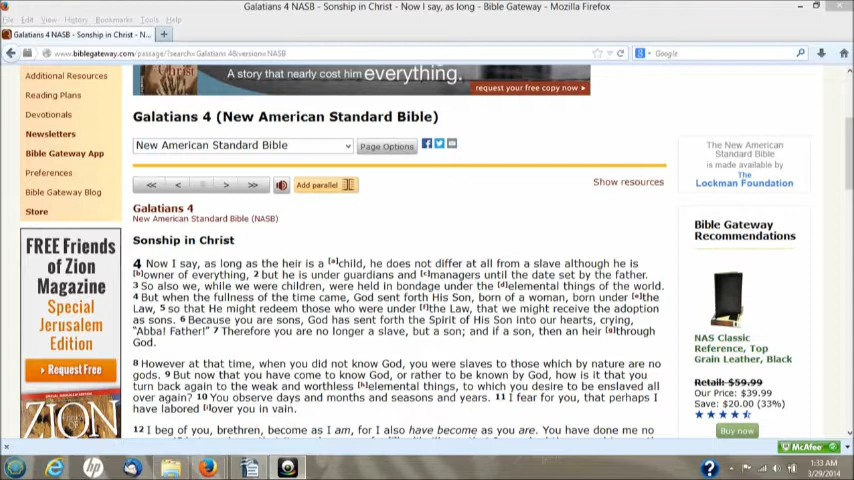 Galatians 4 NASB - Sonship in Christ - Now I say, as long - Bible Gateway - Mozilla Firefox
File Edit View History Bookmarks Tools Help
Galatians 4 NASB - Sonship in Christ - N...
www.biblegateway.com/passage/?search=Galatians 4&version=NASB
Google
Additional Resources
Reading Plans
Devotionals
Newsletters
Bible Gateway App
Preferences
Bible Gateway Blog
Store
Christ
A story that nearly cost him everything.
request your free copy now
Galatians 4 (New American Standard Bible)
New American Standard Bible
Page Options
Add parallel
Show resources
Galatians 4
New American Standard Bible (NASB)
Sonship in Christ
4 Now I say, as long as the heir is a [a]child, he does not differ at all from a slave although he is
[b]owner of everything, 2 but he is under guardians and [c]managers until the date set by the father.
3 So also we, while we were children, were held in bondage under the [d]elemental things of the world.
4 But when the fullness of the time came, God sent forth His Son, born of a woman, born under [e]the
Law, 5 so that He might redeem those who were under [f]the Law, that we might receive the adoption
as sons. 6 Because you are sons, God has sent forth the Spirit of His Son into our hearts, crying,
"Abba! Father!" 7 Therefore you are no longer a slave, but a son; and if a son, then an heir [g]through
God.
8 However at that time, when you did not know God, you were slaves to those which by nature are no
gods. 9 But now that you have come to know God, or rather to be known by God, how is it that you
turn back again to the weak and worthless [h]elemental things, to which you desire to be enslaved all
over again? 10 You observe days and months and seasons and years. 11 I fear for you, that perhaps I
have labored [i]over you in vain.
12 I beg of you, brethren, become as I am, for I also have become as you are. You have done me no
FREE Friends
of Zion
Magazine
Special
Jerusalem
Edition
Request Free
ZION
The New American
Standard Bible
is made available by
The
Lockman Foundation
Bible Gateway
Recommendations
NAS Classic
Reference, Top
Grain Leather, Black
Retail: $59.99
Our Price: $39.99
Save: $20.00 (33%)
Buy now
McAfee
hp
1:33 AM
3/29/2014